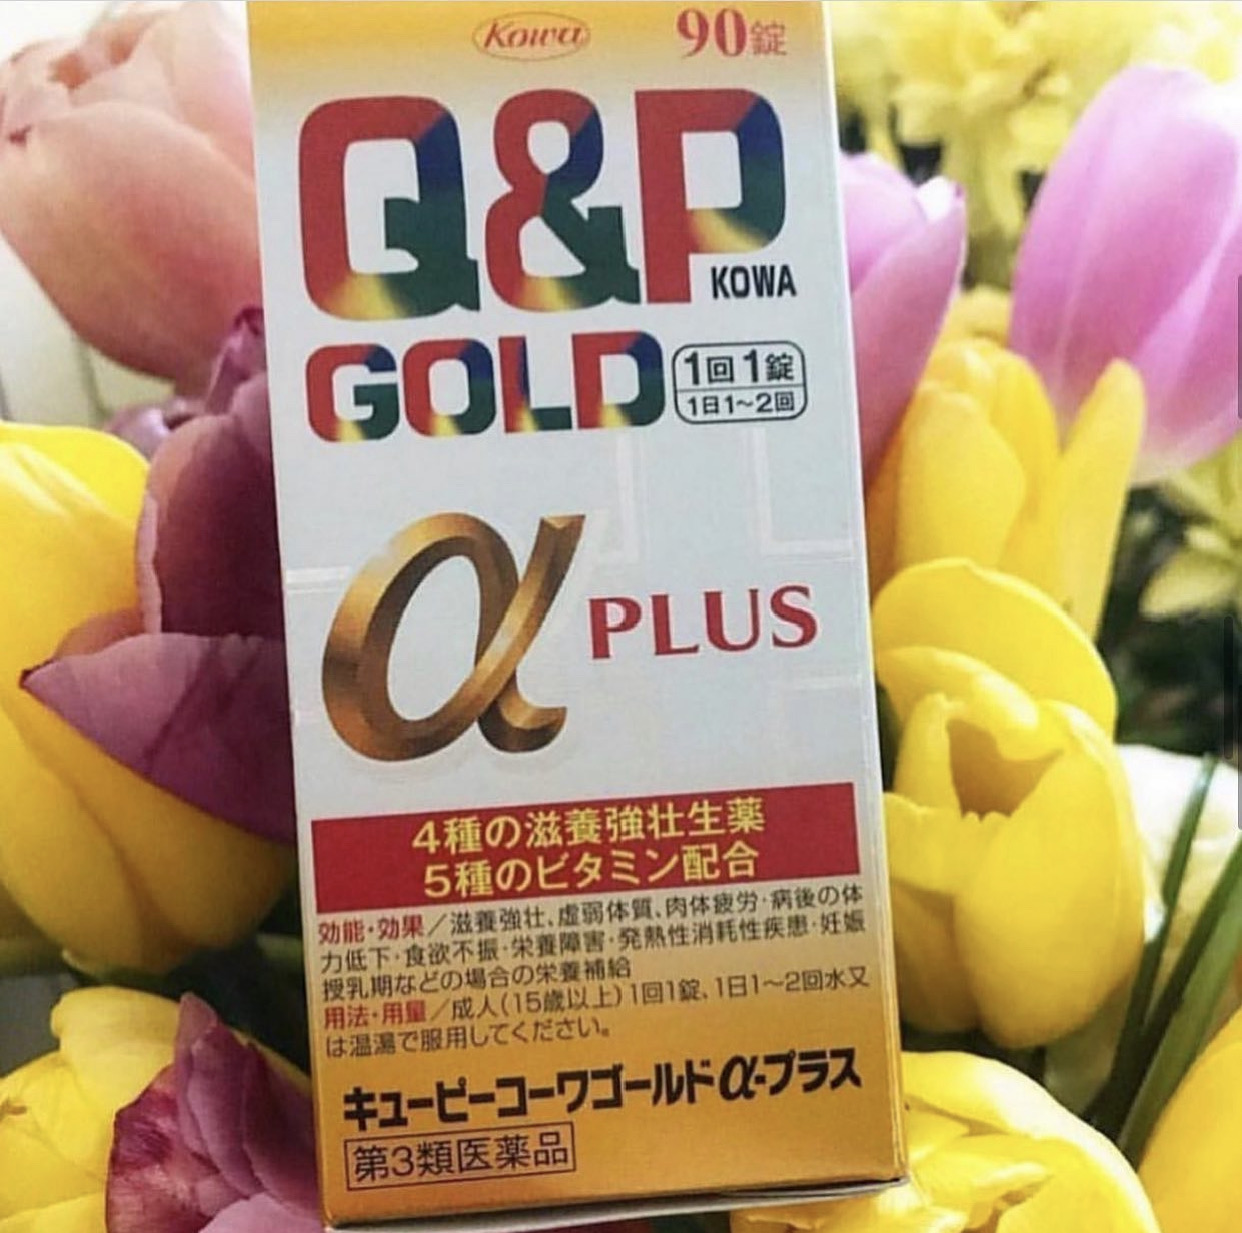 Kowa 90錠
Q&P
KOWA
GOLD
1回1錠
1日1~2回
α PLUS
4種の滋養強壮生薬
5種のビタミン配合
効能・効果/滋養強壮、虚弱体質、肉体疲労・病後の体
力低下・食欲不振・栄養障害・発熱性消耗性疾患・妊娠
授乳期などの場合の栄養補給
用法・用量/成人(15歳以上)1回1錠、1日1~2回水又
は温湯で服用してください。
キューピーコーワゴールドα-プラス
第3類医薬品